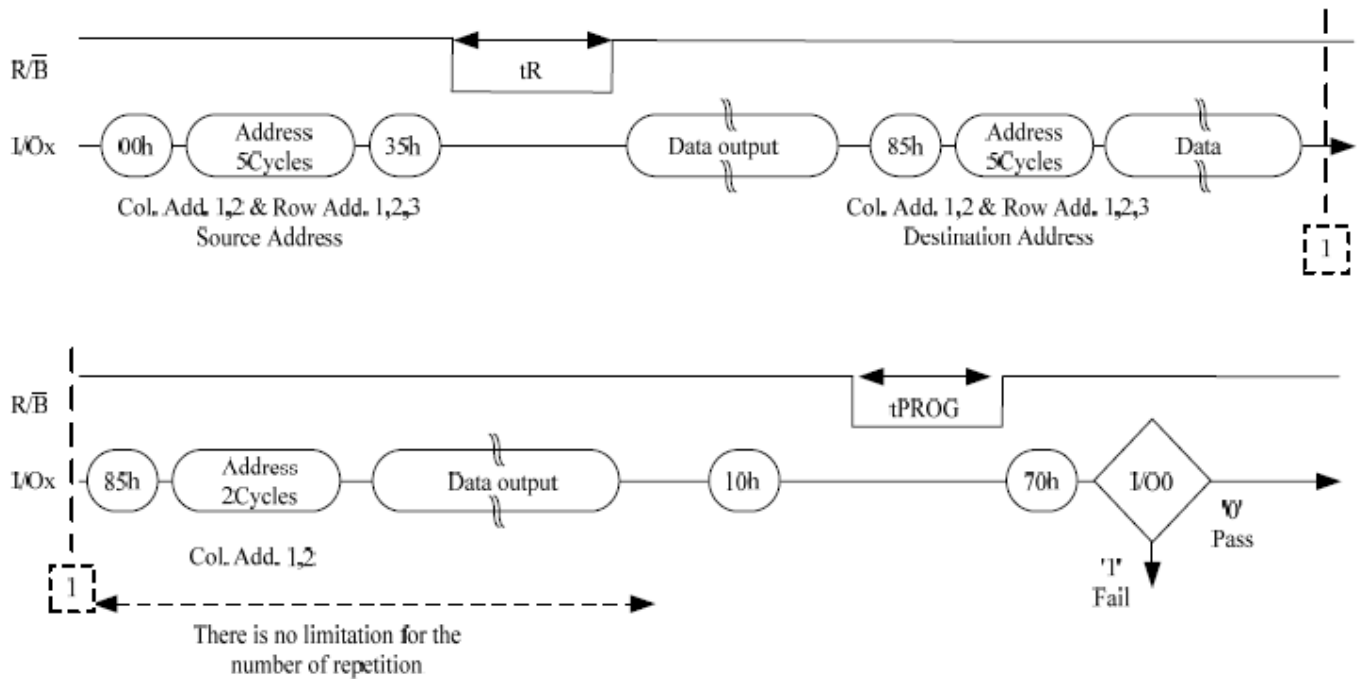 R/B
tR
I/Ox
00h
Address
5Cycles
35h
Data output
85h
Address
5Cycles
Data
Col. Add. 1,2 & Row Add. 1,2,3
Source Address
Col. Add. 1,2 & Row Add. 1,2,3
Destination Address
1
R/B
tPROG
I/Ox
85h
Address
2Cycles
Data output
10h
70h
I/O0
'0'
Pass
Col. Add. 1,2
'1'
Fail
1
There is no limitation for the
number of repetition